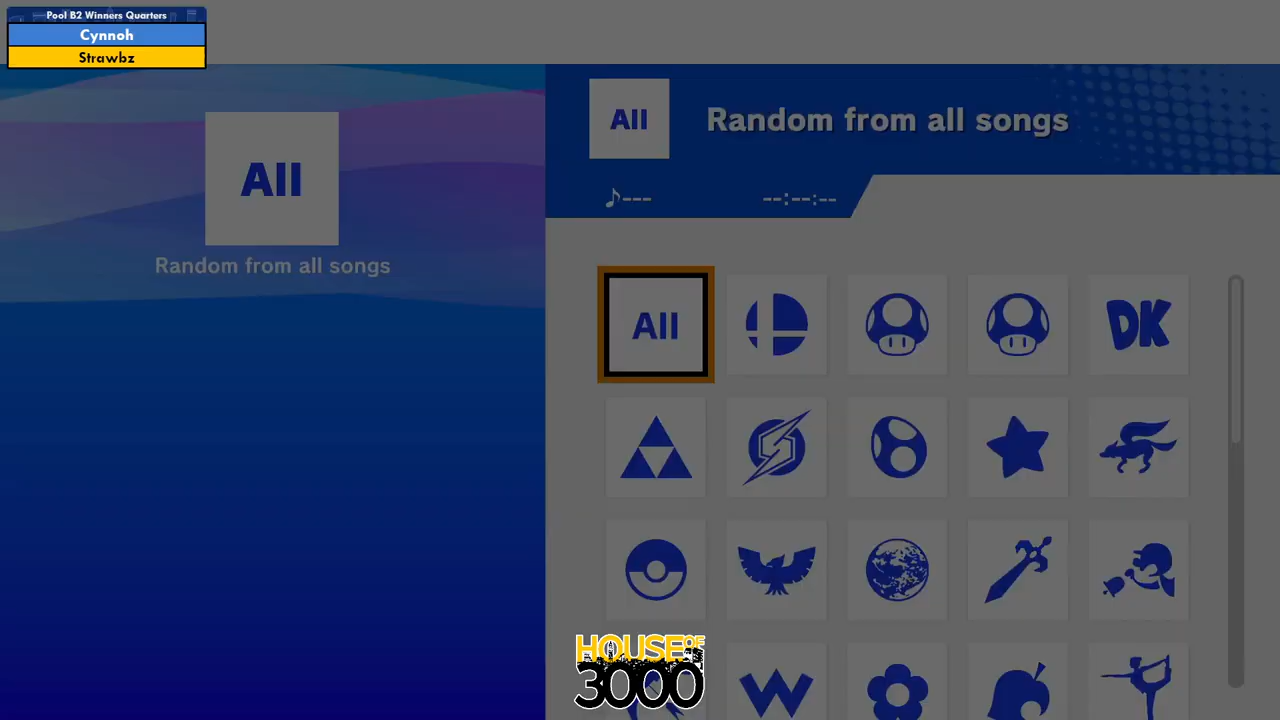 Pool B2 Winners Quarters
Cynnoh
Strawbz
All
Random from all songs
All
Random from all songs
♪---
--:--:--
All
DK
HOUSE OF
3000